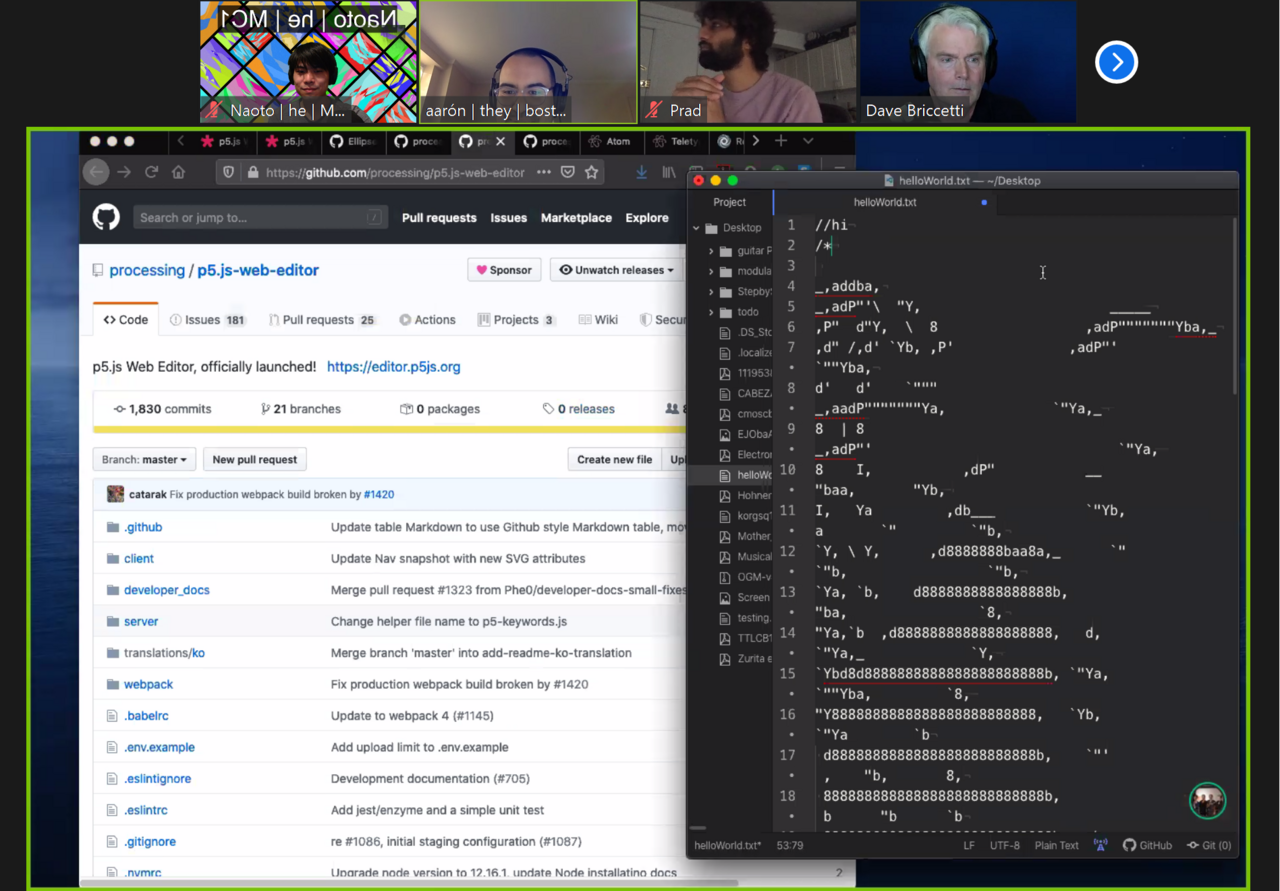 Naoto | he | MC1
Naoto | he | M...
aarón | they | bost...
Prad
Dave Briccetti
p5.js
p5.js
Ellips
proce
pr
proce
Atom
Telety
https://github.com/processing/p5.js-web-editor
Search or jump to...
/
Pull requests
Issues
Marketplace
Explore
processing / p5.js-web-editor
Sponsor
Unwatch releases
Code
Issues 181
Pull requests 25
Actions
Projects 3
Wiki
Secur
p5.js Web Editor, officially launched! https://editor.p5js.org
1,830 commits
21 branches
0 packages
0 releases
Branch: master
New pull request
Create new file
Upl
catarak Fix production webpack build broken by #1420
.github Update table Markdown to use Github style Markdown table, mov
client Update Nav snapshot with new SVG attributes
developer_docs Merge pull request #1323 from Phe0/developer-docs-small-fixes
server Change helper file name to p5-keywords.js
translations/ko Merge branch 'master' into add-readme-ko-translation
webpack Fix production webpack build broken by #1420
.babelrc Update to webpack 4 (#1145)
.env.example Add upload limit to .env.example
.eslintignore Development documentation (#705)
.eslintrc Add jest/enzyme and a simple unit test
.gitignore re #1086, initial staging configuration (#1087)
.nvmrc Upgrade node version to 12.16.1, update Node installatino docs
2
helloWorld.txt — ~/Desktop
Project
helloWorld.txt
Desktop
guitar P
modula
StepbyS
todo
.DS_Sto
.localize
1119538
CABEZA
cmoscb
EJObaA
Electron
helloWo
Hohner
korgsq1
Mother_
Musical
OGM-v
Screen
testing.
TTLCB1
Zurita e
1 //hi
2 /*
3
4 _,addba,
5 _,adP"'\  "Y,                       _____
6 ,P"  d"Y,  \  8                  ,adP"""""""Yba,_
7 ,d" /,d' `Yb, ,P'              ,adP"'
`""Yba,
8 d'   d'    `"""
_,aadP"""""""Ya,              `"Ya,_
9 8  | 8
_,adP"'                               `"Ya,
10 8    I,            ,dP"            __
"baa,       "Yb,
11 I,   Ya         ,db___            `"Yb,
a       `"          `"b,
12 `Y, \ Y,       ,d8888888baa8a,_       `"
`"b,                  `"b,
13 `Ya, `b,     d8888888888888888b,
"ba,                 `8,
14 "Ya,`b  ,d8888888888888888888,   d,
`"Ya,_              `Y,
15 `Ybd8d88888888888888888888888b, `"Ya,
`""Yba,          `8,
16 "Y8888888888888888888888888,    `Yb,
`"Ya         `b
17 d88888888888888888888888888b,     `"'
,    "b,        8,
18 888888888888888888888888888b,
b      "b      `b
helloWorld.txt*
53:79
LF
UTF-8
Plain Text
GitHub
Git (0)